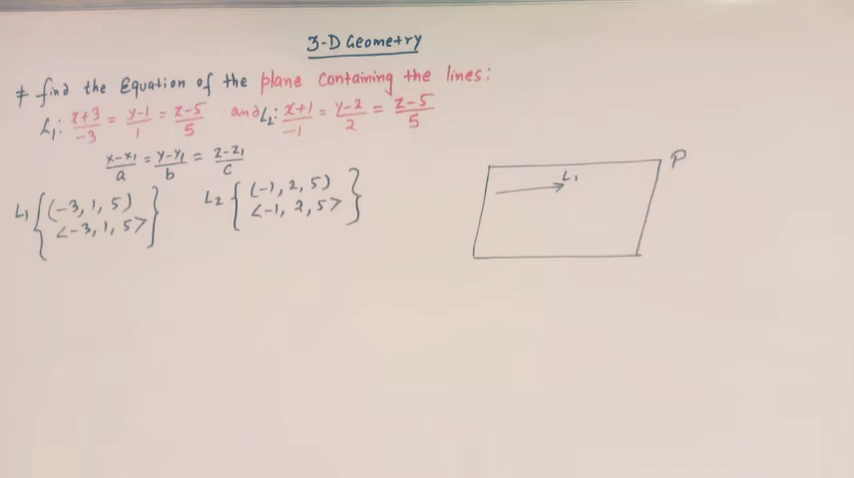 3-D Geometry
# find the Equation of the plane containing the lines:
L₁: x+3/-3 = y-1/1 = z-5/5 and L₂: x+1/-1 = y-2/2 = z-5/5
x-x₁/a = y-y₁/b = z-z₁/c
L₁ {(-3, 1, 5) <-3, 1, 5>}
L₂ {(-1, 2, 5) <-1, 2, 5>}
L₁
P